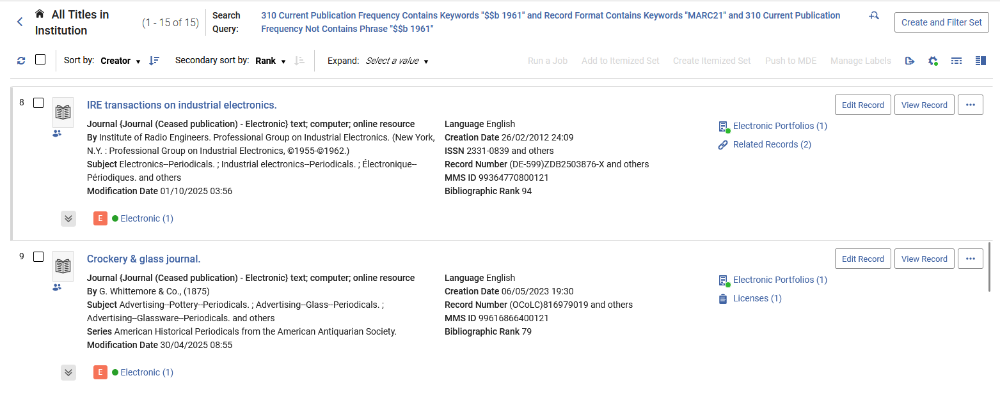 All Titles in
Institution
(1 - 15 of 15)
Search
Query:
310 Current Publication Frequency Contains Keywords "$$b 1961" and Record Format Contains Keywords "MARC21" and 310 Current Publication
Frequency Not Contains Phrase "$$b 1961"
Create and Filter Set
Sort by: Creator
Secondary sort by: Rank
Expand: Select a value
Run a Job
Add to Itemized Set
Create Itemized Set
Push to MDE
Manage Labels
8
IRE transactions on industrial electronics.
Edit Record
View Record
...
Journal {Journal (Ceased publication) - Electronic} text; computer; online resource
By Institute of Radio Engineers. Professional Group on Industrial Electronics. (New York,
N.Y. : Professional Group on Industrial Electronics, ©1955-©1962.)
Subject Electronics--Periodicals. ; Industrial electronics--Periodicals. ; Électronique--
Périodiques. and others
Modification Date 01/10/2025 03:56
Language English
Creation Date 26/02/2012 24:09
ISSN 2331-0839 and others
Record Number (DE-599)ZDB2503876-X and others
MMS ID 99364770800121
Bibliographic Rank 94
Electronic Portfolios (1)
Related Records (2)
E
Electronic (1)
9
Crockery & glass journal.
Edit Record
View Record
...
Journal {Journal (Ceased publication) - Electronic} text; computer; online resource
By G. Whittemore & Co., (1875)
Subject Advertising--Pottery--Periodicals. ; Advertising--Glass--Periodicals. ;
Advertising--Glassware--Periodicals. and others
Series American Historical Periodicals from the American Antiquarian Society.
Modification Date 30/04/2025 08:55
Language English
Creation Date 06/05/2023 19:30
Record Number (OCoLC)816979019 and others
MMS ID 99616866400121
Bibliographic Rank 79
Electronic Portfolios (1)
Licenses (1)
E
Electronic (1)